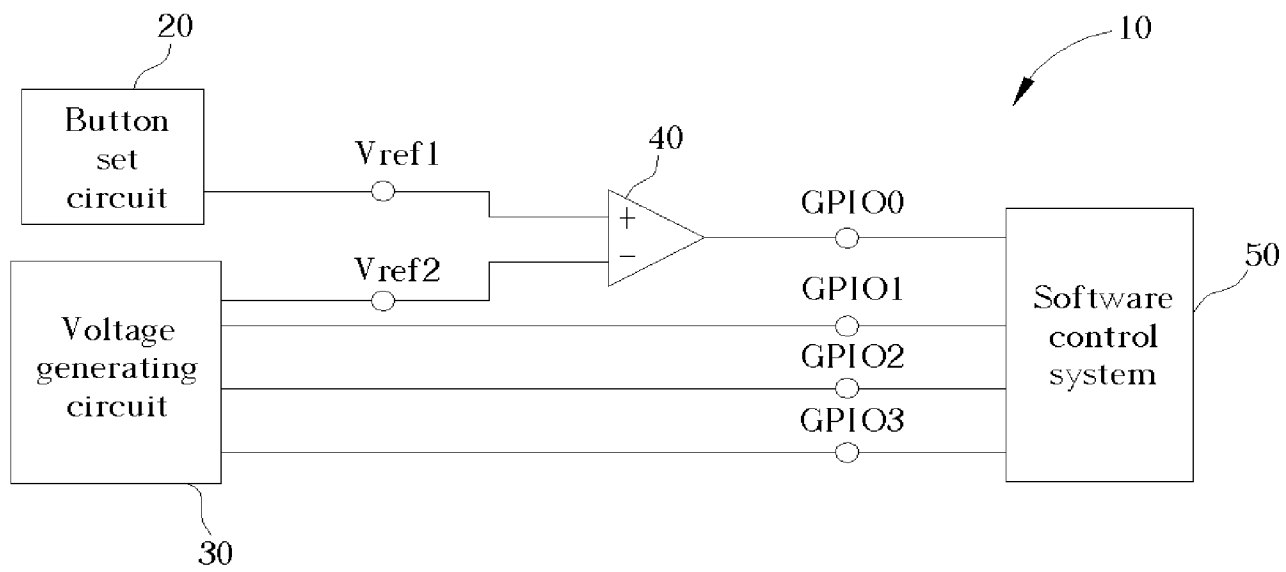 20
10
Button
set
circuit
Vref1
40
GPIO0
Vref2
+
−
50
GPIO1
Voltage
generating
circuit
GPIO2
Software
control
system
GPIO3
30